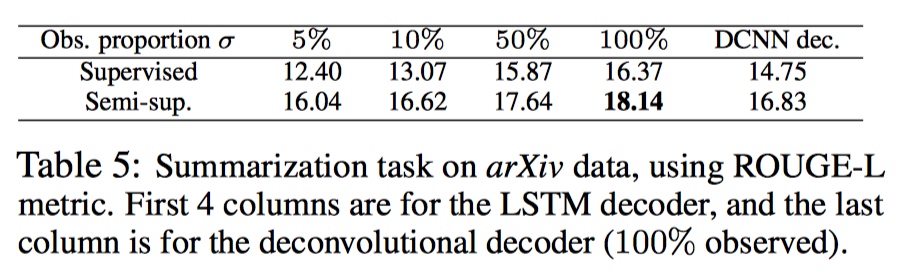 Obs. proportion σ 5% 10% 50% 100% DCNN dec.
Supervised 12.40 13.07 15.87 16.37 14.75
Semi-sup. 16.04 16.62 17.64 18.14 16.83
Table 5: Summarization task on arXiv data, using ROUGE-L
metric. First 4 columns are for the LSTM decoder, and the last
column is for the deconvolutional decoder (100% observed).